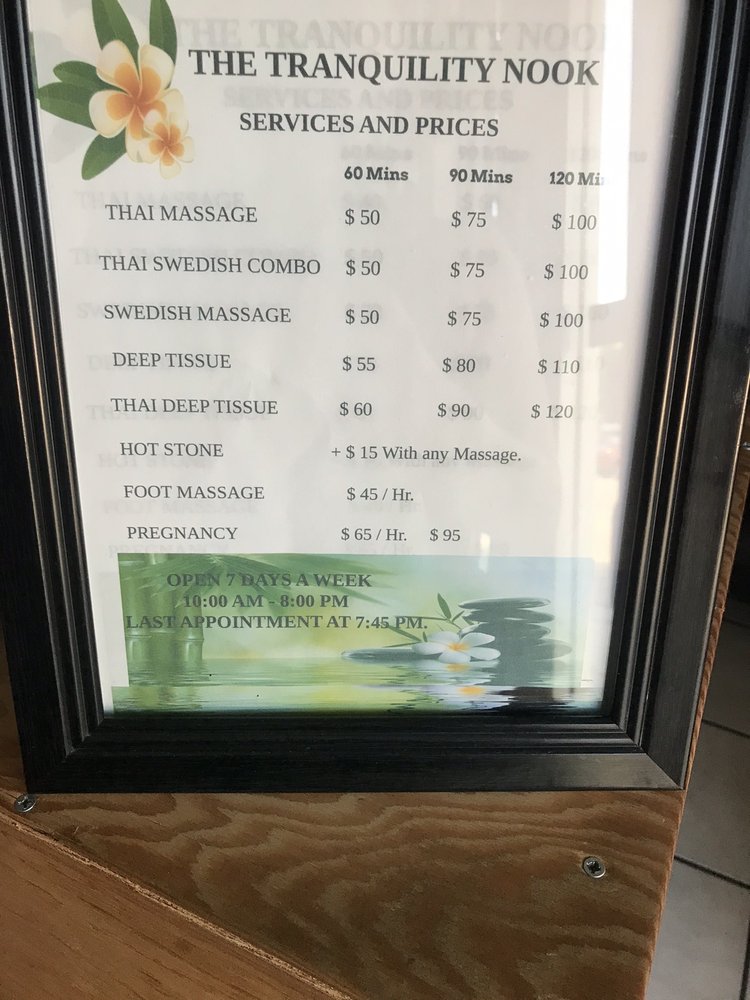 THE TRANQUILITY NOOK
SERVICES AND PRICES
60 Mins 90 Mins 120 Mi
THAI MASSAGE $ 50 $ 75 $ 100
THAI SWEDISH COMBO $ 50 $ 75 $ 100
SWEDISH MASSAGE $ 50 $ 75 $ 100
DEEP TISSUE $ 55 $ 80 $ 110
THAI DEEP TISSUE $ 60 $ 90 $ 120
HOT STONE + $ 15 With any Massage.
FOOT MASSAGE $ 45 / Hr.
PREGNANCY $ 65 / Hr. $ 95
OPEN 7 DAYS A WEEK
10:00 AM - 8:00 PM
LAST APPOINTMENT AT 7:45 PM.